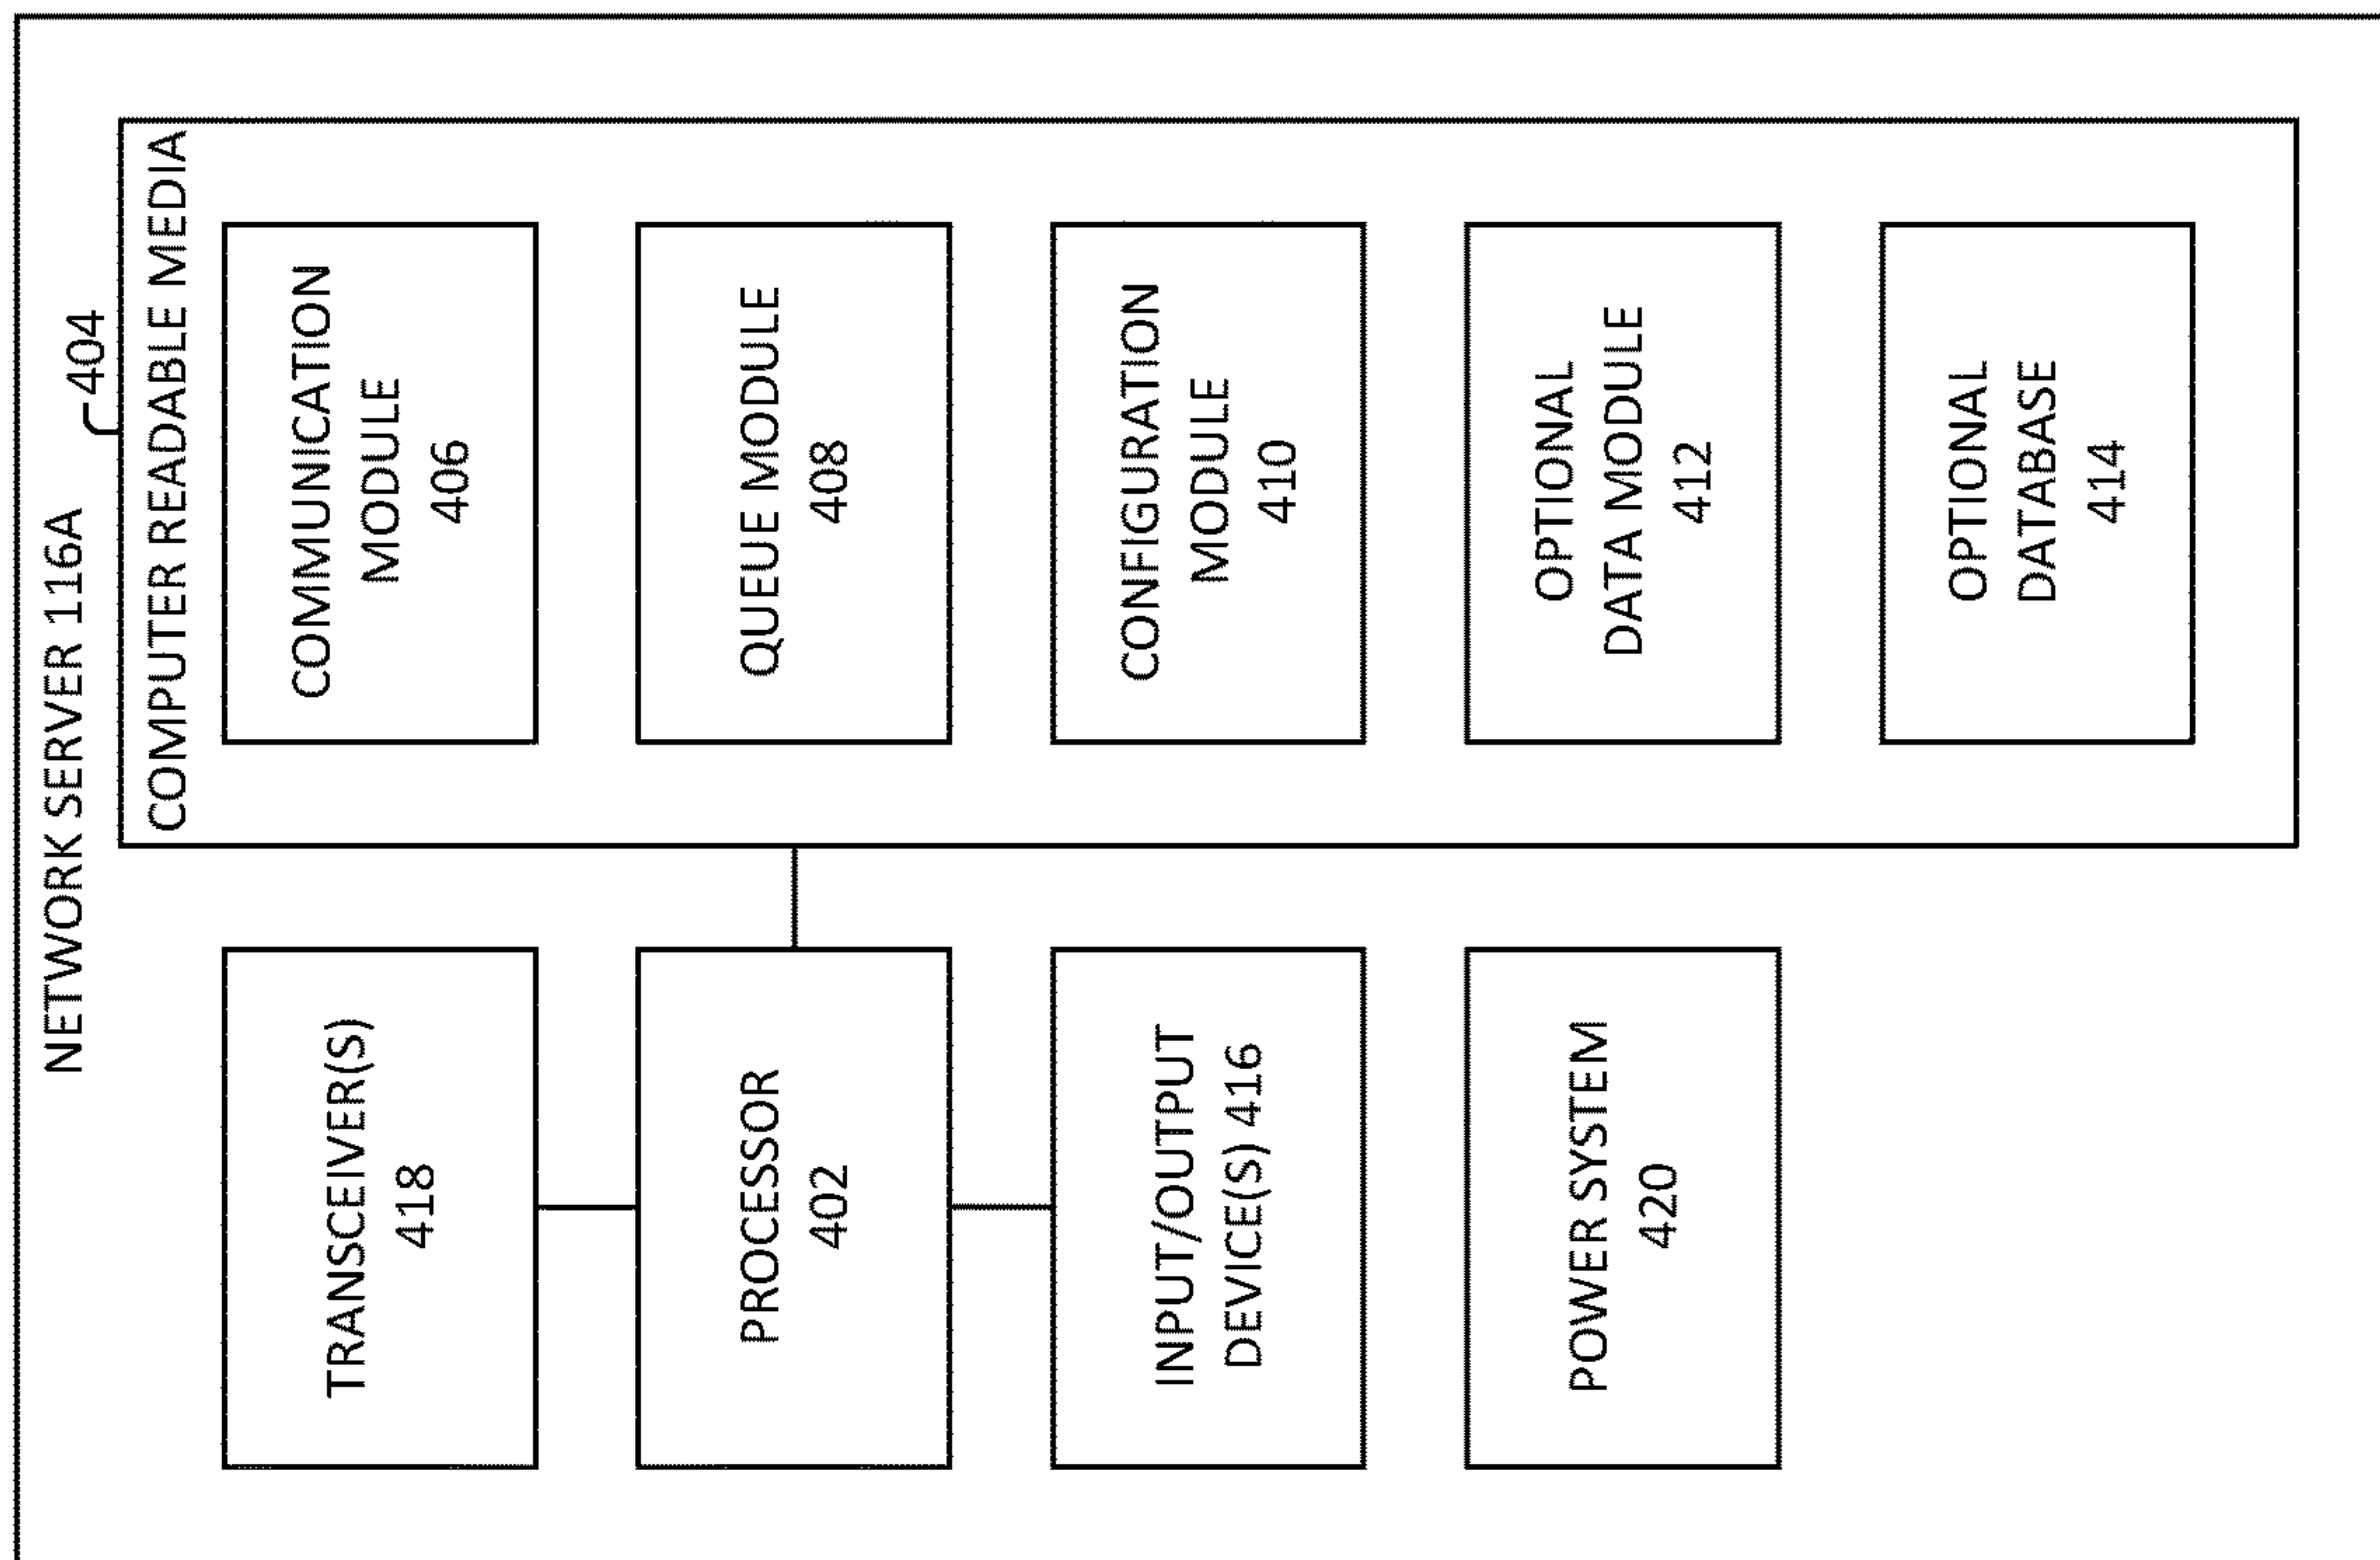 NETWORK SERVER 116A
404
COMPUTER READABLE MEDIA
TRANSCEIVER(S)
418
PROCESSOR
402
INPUT/OUTPUT
DEVICE(S) 416
POWER SYSTEM
420
COMMUNICATION
MODULE
406
QUEUE MODULE
408
CONFIGURATION
MODULE
410
OPTIONAL
DATA MODULE
412
OPTIONAL
DATABASE
414